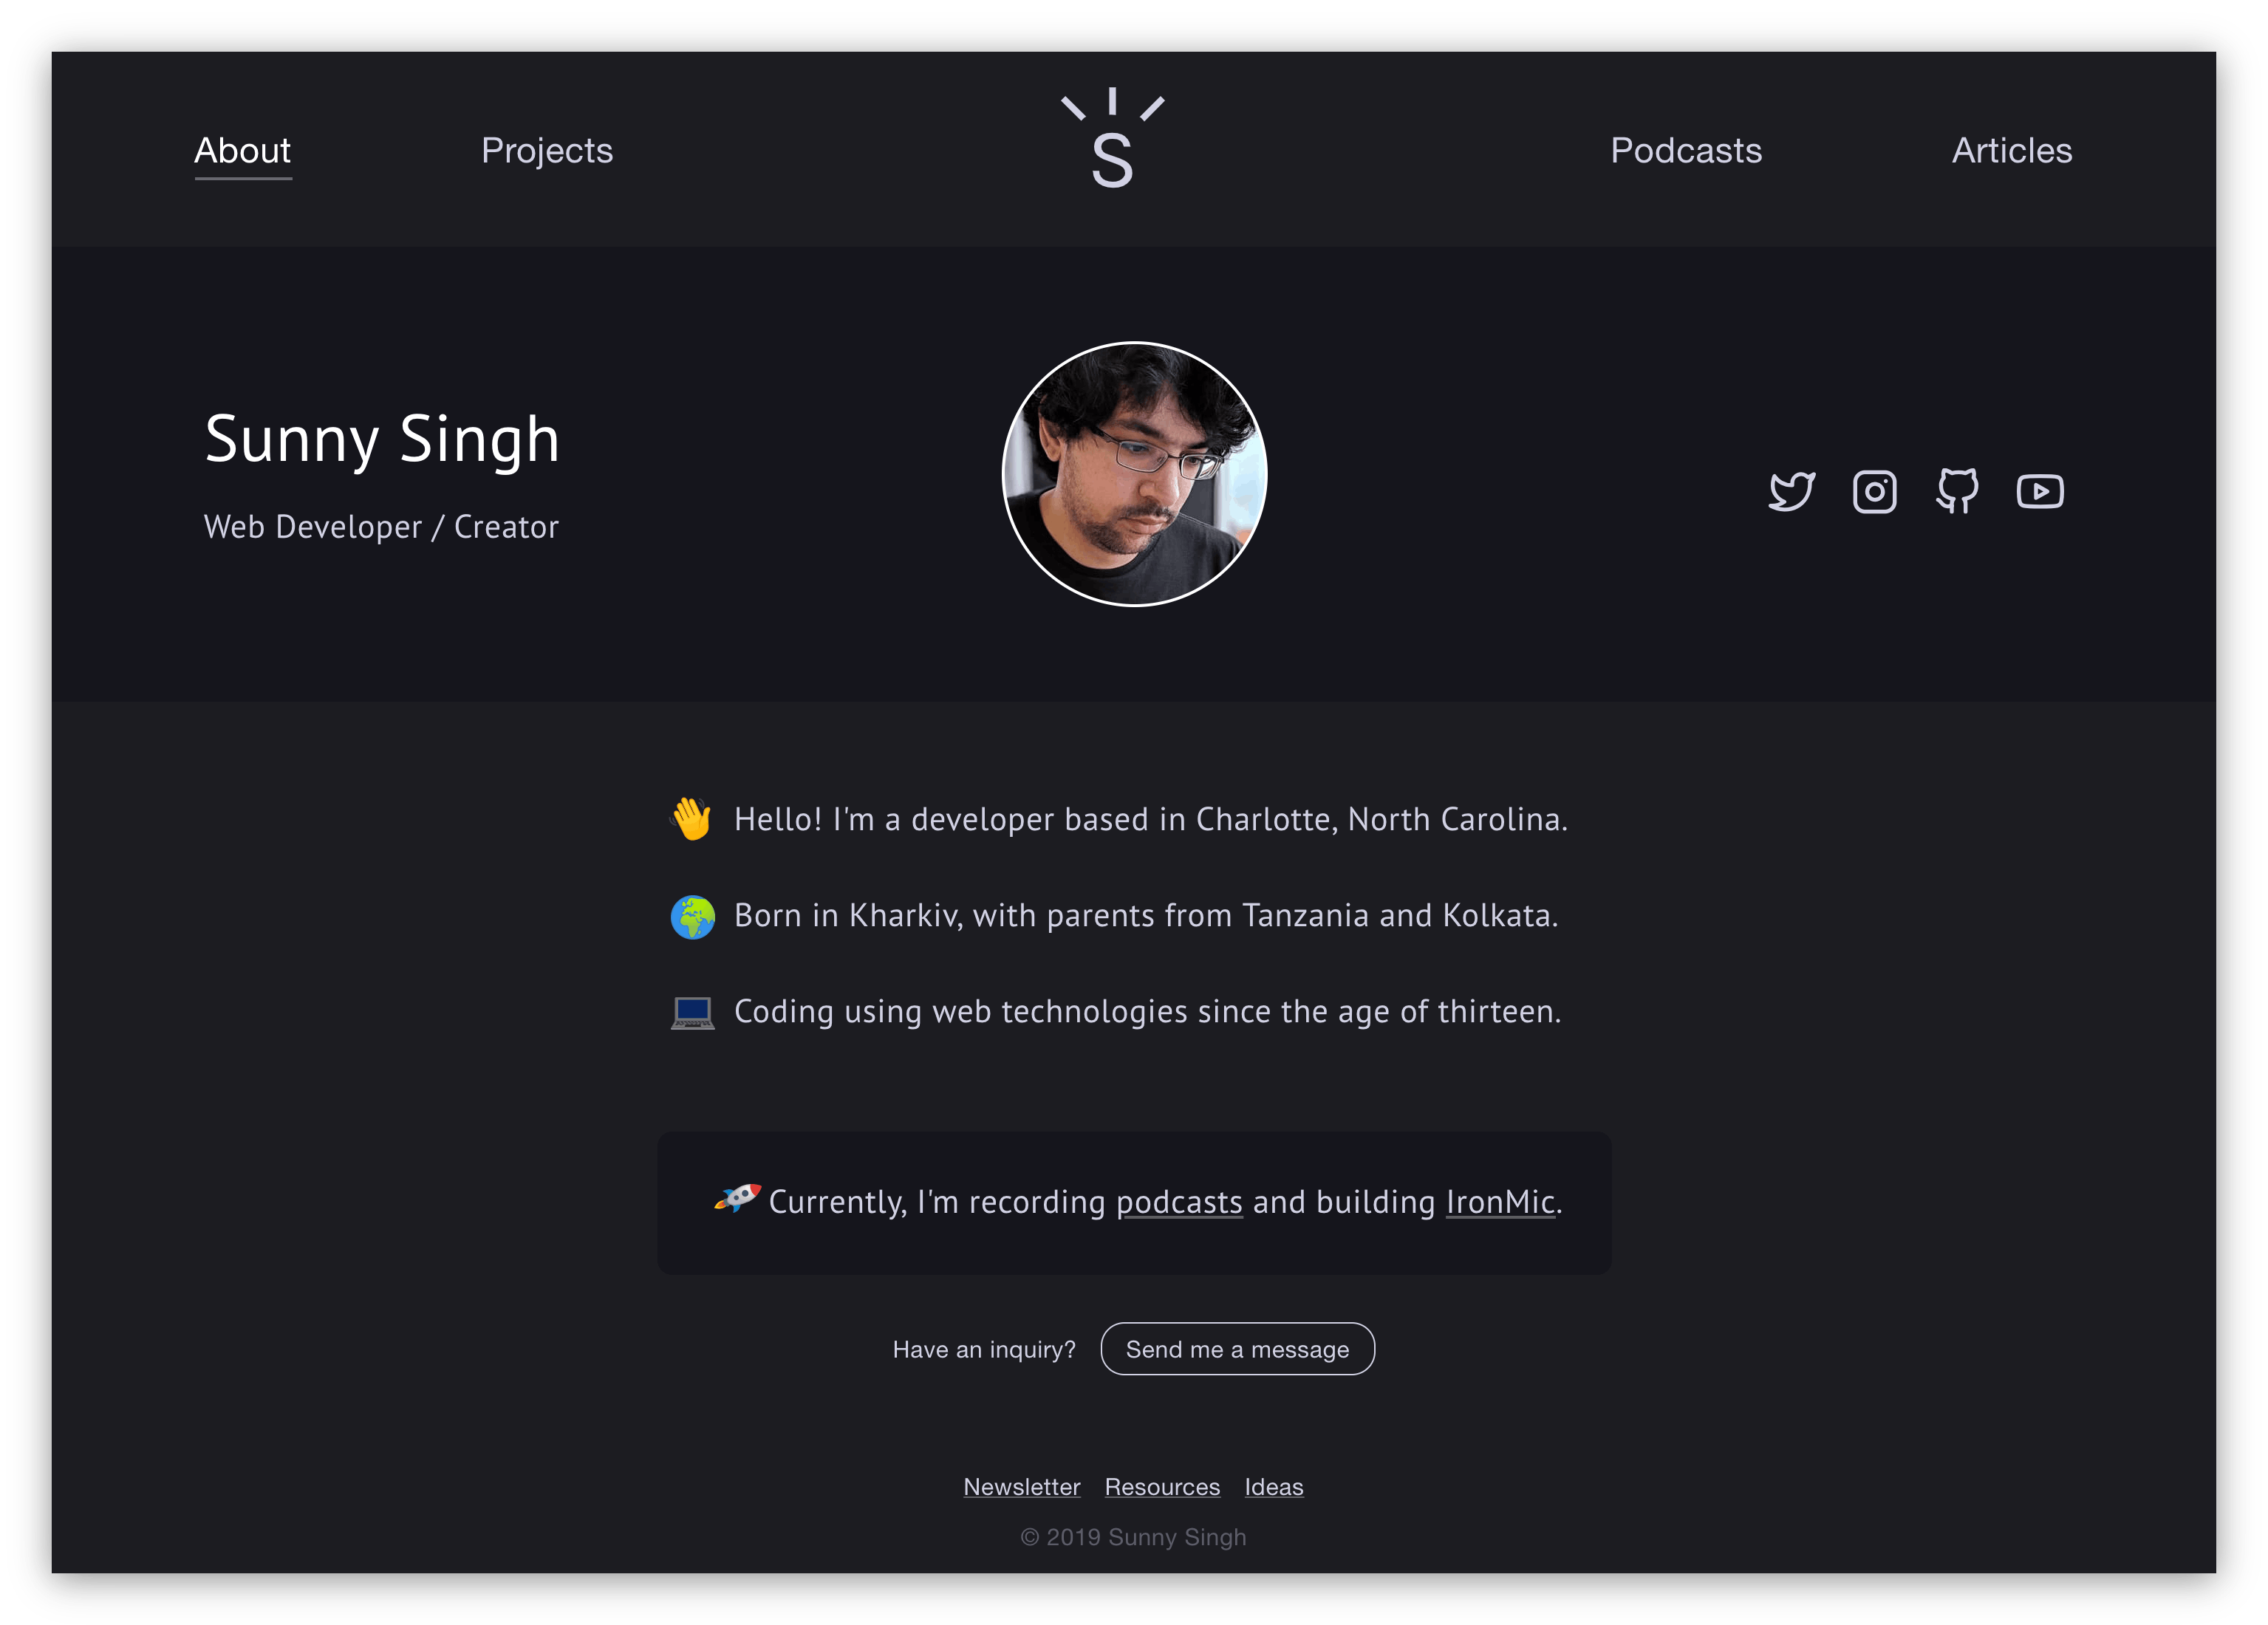 About Projects S Podcasts Articles
Sunny Singh
Web Developer / Creator
👋 Hello! I'm a developer based in Charlotte, North Carolina.
🌍 Born in Kharkiv, with parents from Tanzania and Kolkata.
💻 Coding using web technologies since the age of thirteen.
🚀 Currently, I'm recording podcasts and building IronMic.
Have an inquiry? Send me a message
Newsletter Resources Ideas
© 2019 Sunny Singh